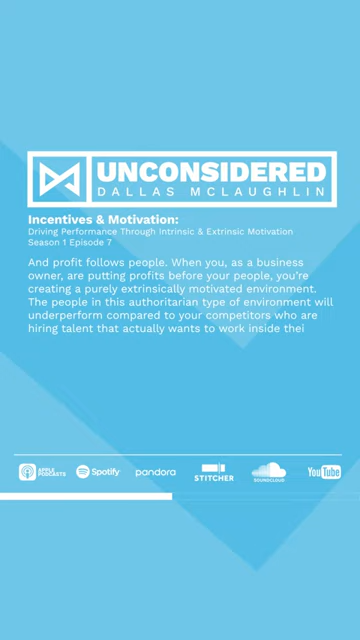 UNCONSIDERED
DALLAS MCLAUGHLIN
Incentives & Motivation:
Driving Performance Through Intrinsic & Extrinsic Motivation
Season 1 Episode 7
And profit follows people. When you, as a business
owner, are putting profits before your people, you're
creating a purely extrinsically motivated environment.
The people in this authoritarian type of environment will
underperform compared to your competitors who are
hiring talent that actually wants to work inside thei
APPLE
PODCASTS
Spotify
pandora
STITCHER
SOUNDCLOUD
YouTube